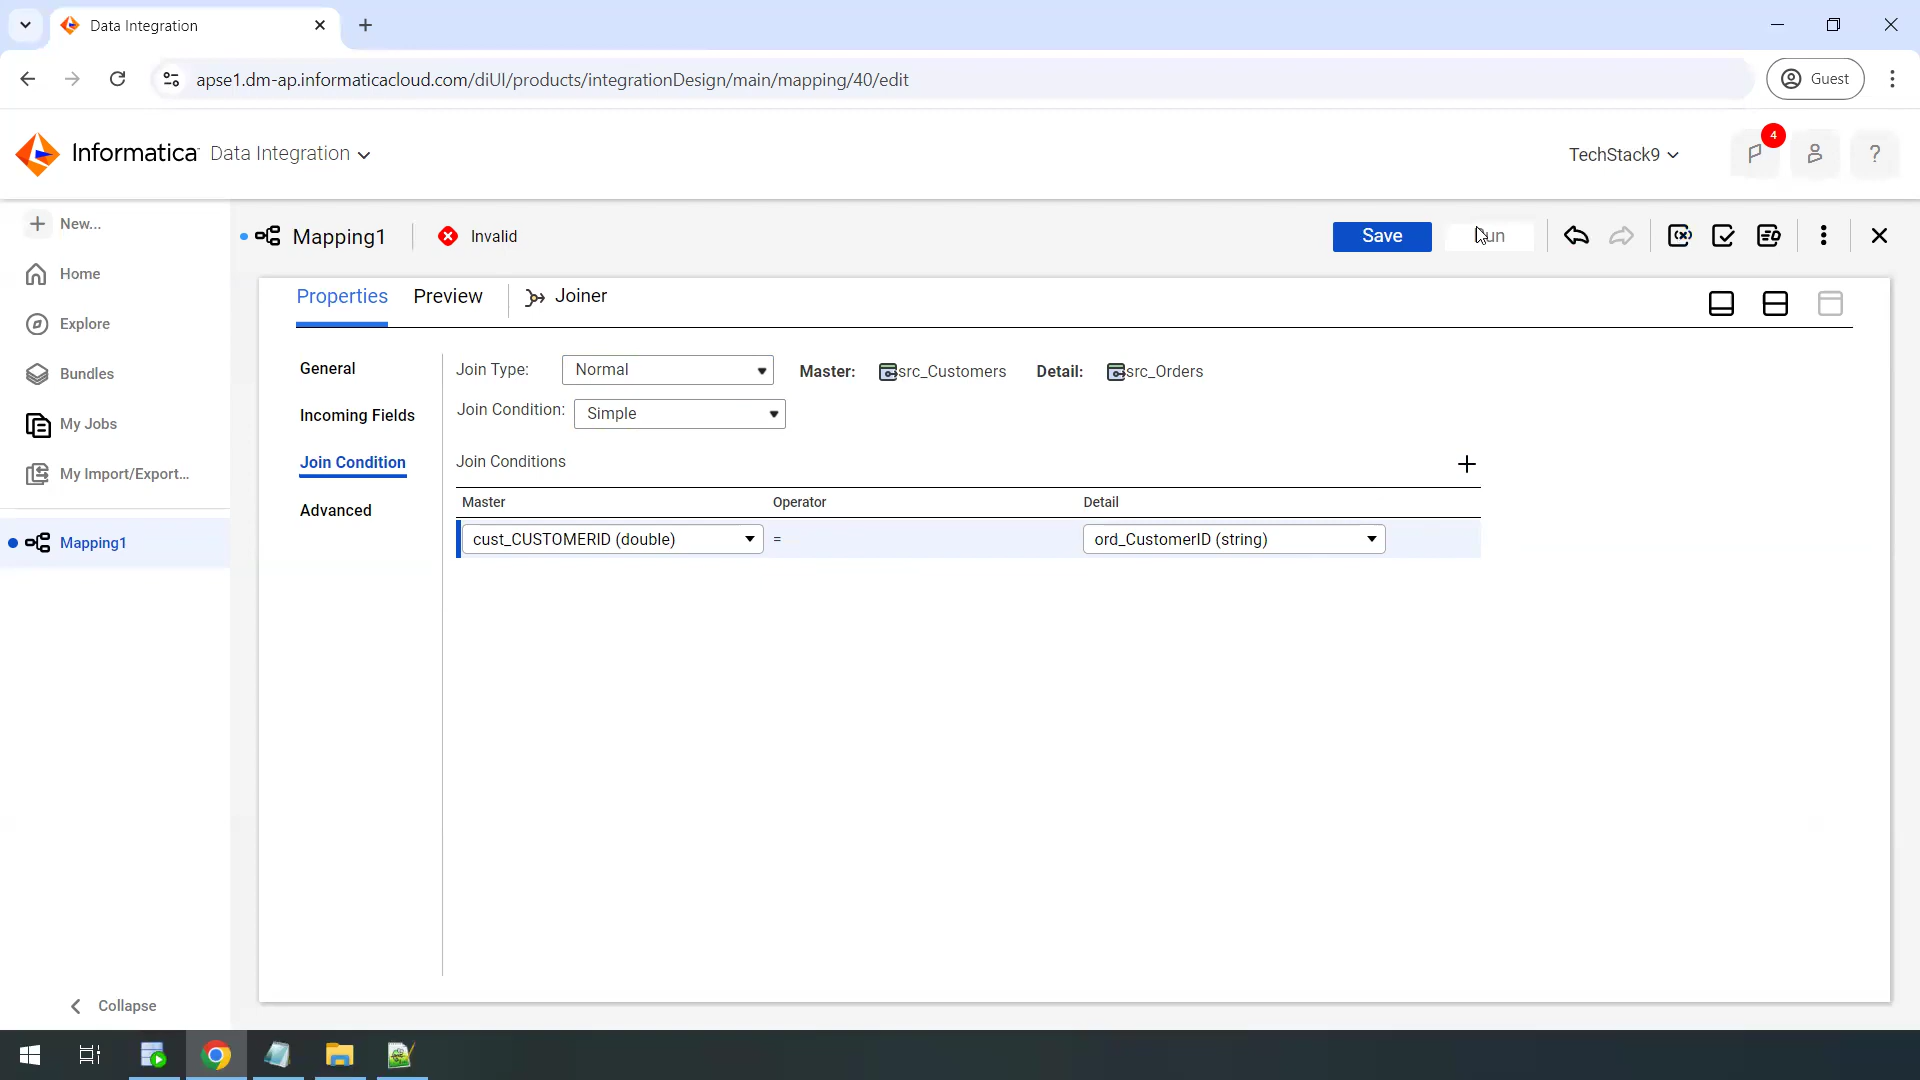 Data Integration
apse1.dm-ap.informaticacloud.com/diUI/products/integrationDesign/main/mapping/40/edit
Guest
Informatica Data Integration
TechStack9
4
?
New...
Home
Explore
Bundles
My Jobs
My Import/Export...
Mapping1
Collapse
Mapping1
Invalid
Save
Properties
Preview
Joiner
General
Incoming Fields
Join Condition
Advanced
Join Type:
Normal
Master:
src_Customers
Detail:
src_Orders
Join Condition:
Simple
Join Conditions
Master
Operator
Detail
cust_CUSTOMERID (double)
=
ord_CustomerID (string)